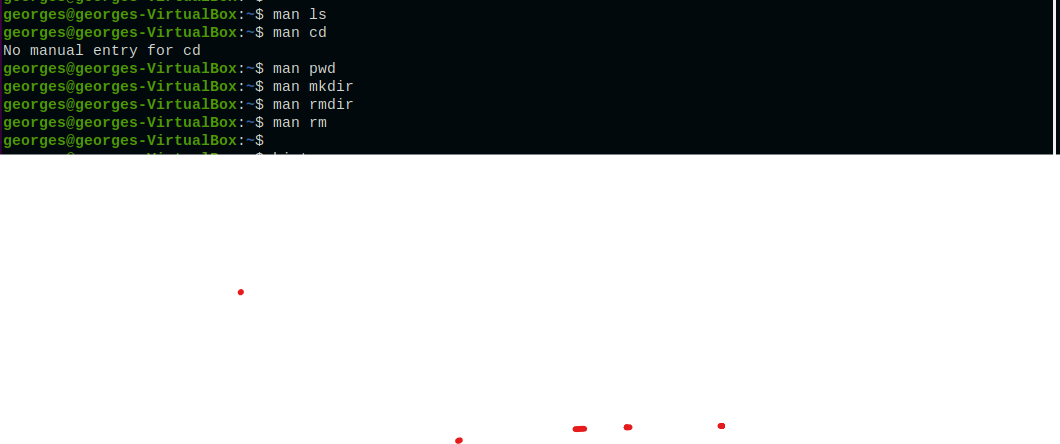 georges@georges-VirtualBox:~$ man ls
georges@georges-VirtualBox:~$ man cd
No manual entry for cd
georges@georges-VirtualBox:~$ man pwd
georges@georges-VirtualBox:~$ man mkdir
georges@georges-VirtualBox:~$ man rmdir
georges@georges-VirtualBox:~$ man rm
georges@georges-VirtualBox:~$